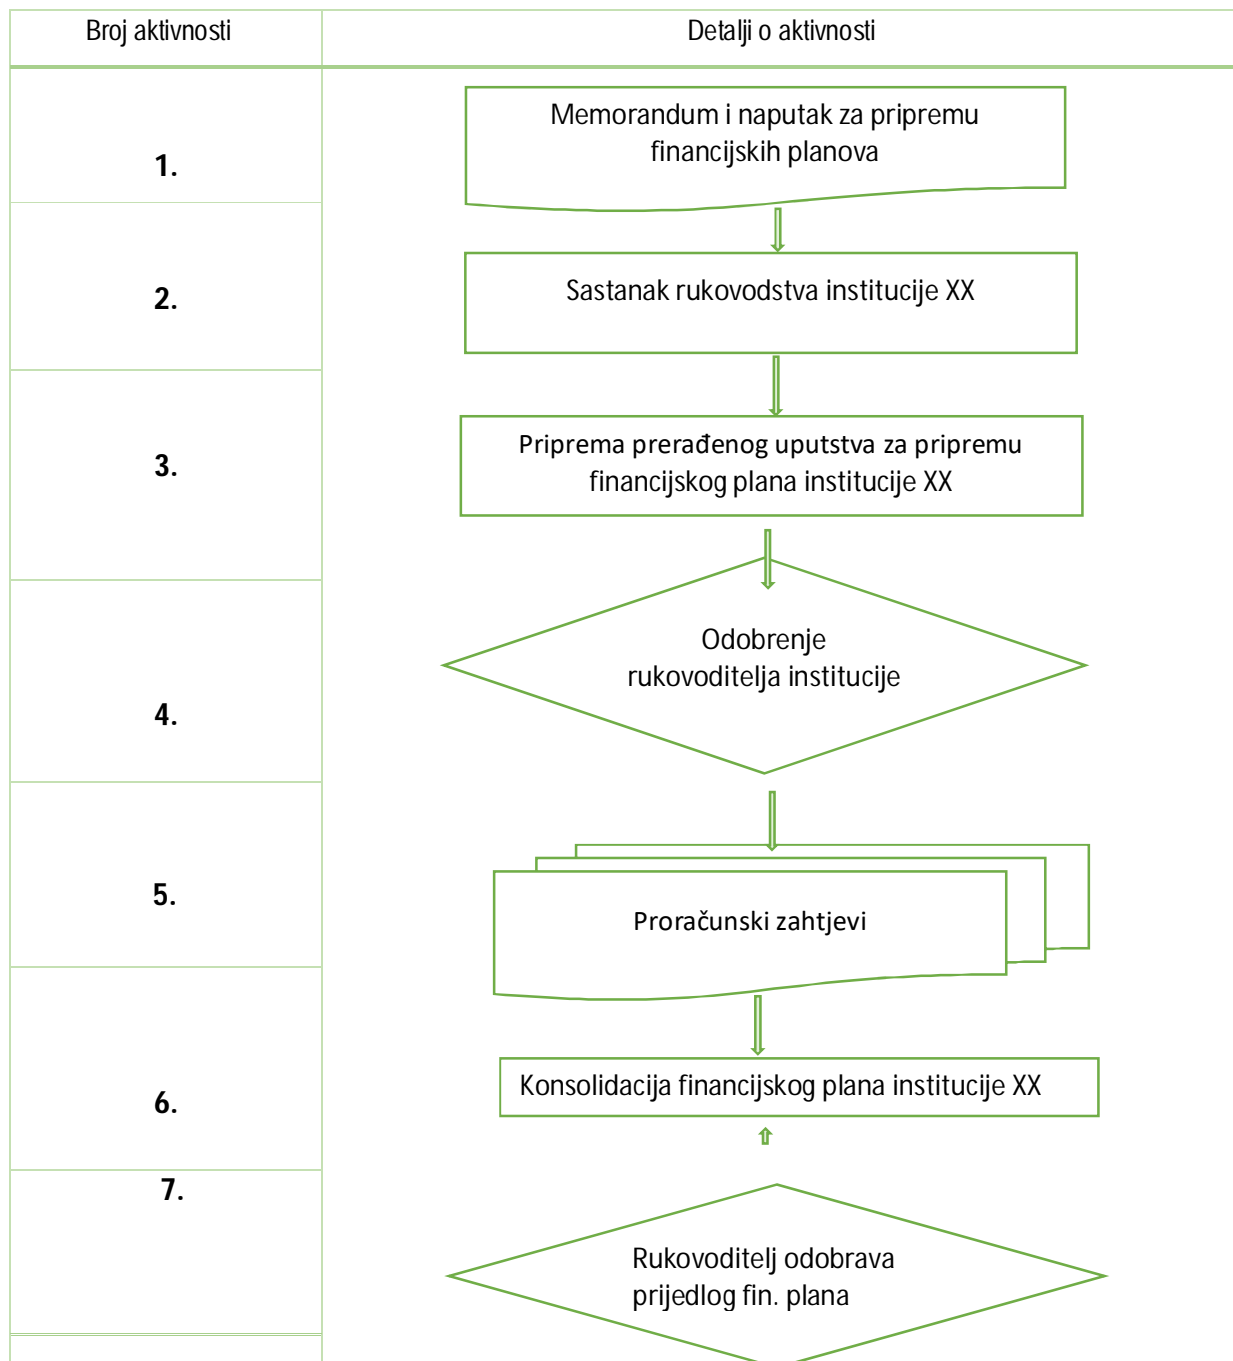 Broj aktivnosti
Detalji o aktivnosti
1.
Memorandum i naputak za pripremu
financijskih planova
2.
Sastanak rukovodstva institucije XX
3.
Priprema prerađenog uputstva za pripremu
financijskog plana institucije XX
4.
Odobrenje
rukovoditelja institucije
5.
Proračunski zahtjevi
6.
Konsolidacija financijskog plana institucije XX
7.
Rukovoditelj odobrava
prijedlog fin. plana